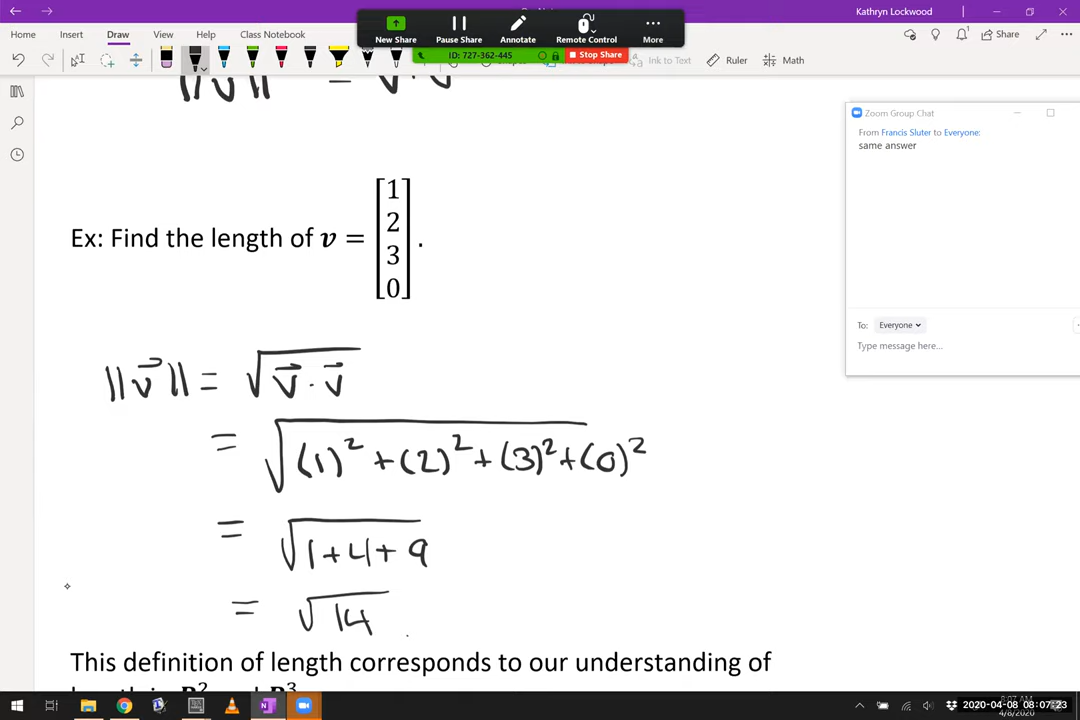 Kathryn Lockwood
Home Insert Draw View Help Class Notebook
New Share Pause Share Annotate Remote Control More
ID: 727-362-445 Stop Share
Ink to Text Ruler Math
Share
Zoom Group Chat
From Francis Sluter to Everyone:
same answer
Ex: Find the length of v = [1 2 3 0].
||v⃗|| = √v⃗ · v⃗
= √(1)² + (2)² + (3)² + (0)²
= √1 + 4 + 9
= √14
To: Everyone
Type message here...
This definition of length corresponds to our understanding of
2020-04-08 08:07:23